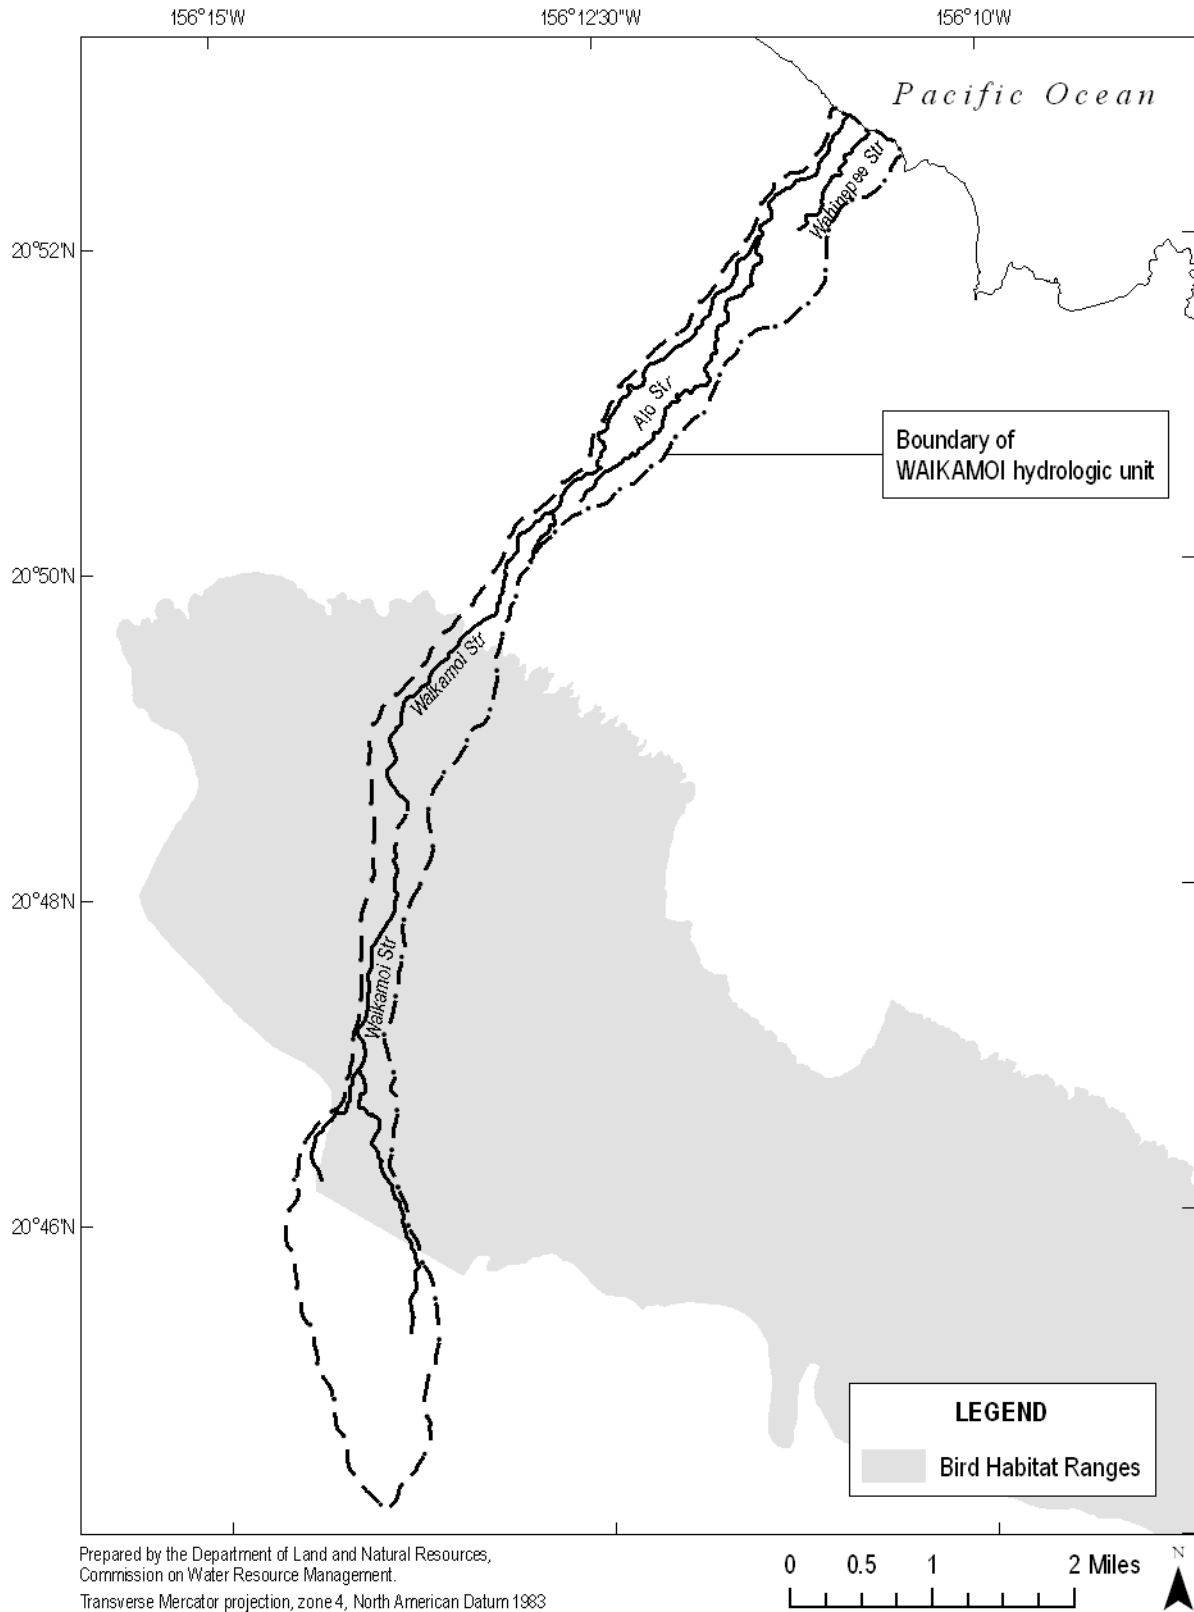 156°15'W
156°12'30"W
156°10'W
Pacific Ocean
Wahinepee Str
20°52'N
Alo Str
Boundary of
WAIKAMOI hydrologic unit
20°50'N
Waikamoi Str
20°48'N
Waikamoi Str
20°46'N
LEGEND
Bird Habitat Ranges
Prepared by the Department of Land and Natural Resources,
Commission on Water Resource Management.
Transverse Mercator projection, zone 4, North American Datum 1983
0 0.5 1 2 Miles
N